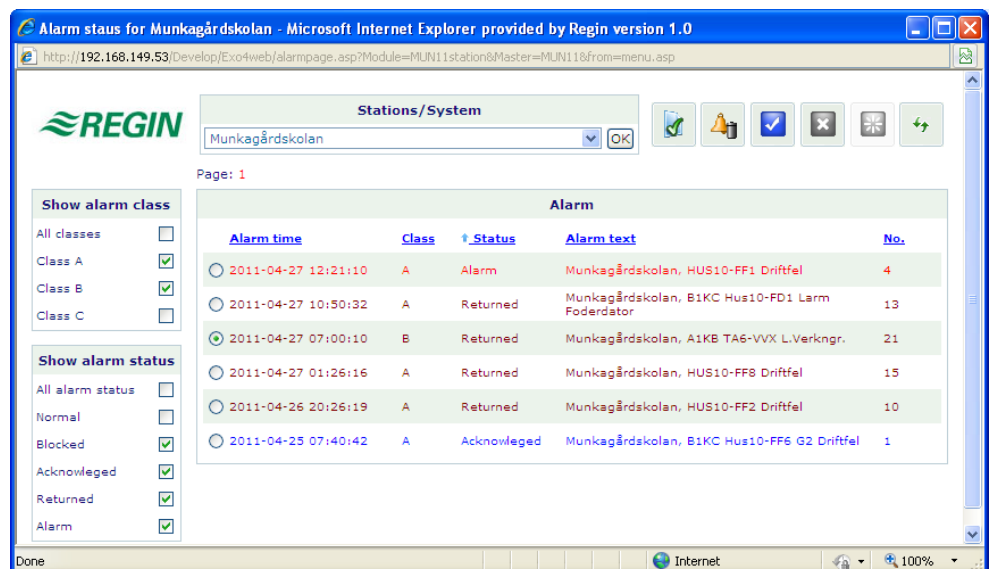 Alarm staus for Munkagårdskolan - Microsoft Internet Explorer provided by Regin version 1.0
http://192.168.149.53/Develop/Exo4web/alarmpage.asp?Module=MUN11station&Master=MUN11&from=menu.asp
REGIN
Stations/System
Munkagårdskolan OK
Page: 1
Show alarm class
All classes
Class A
Class B
Class C
Show alarm status
All alarm status
Normal
Blocked
Acknowleged
Returned
Alarm
Alarm
Alarm time Class Status Alarm text No.
2011-04-27 12:21:10 A Alarm Munkagårdskolan, HUS10-FF1 Driftfel 4
2011-04-27 10:50:32 A Returned Munkagårdskolan, B1KC Hus10-FD1 Larm Foderdator 13
2011-04-27 07:00:10 B Returned Munkagårdskolan, A1KB TA6-VVX L.Verkngr. 21
2011-04-27 01:26:16 A Returned Munkagårdskolan, HUS10-FF8 Driftfel 15
2011-04-26 20:26:19 A Returned Munkagårdskolan, HUS10-FF2 Driftfel 10
2011-04-25 07:40:42 A Acknowleged Munkagårdskolan, B1KC Hus10-FF6 G2 Driftfel 1
Done Internet 100%